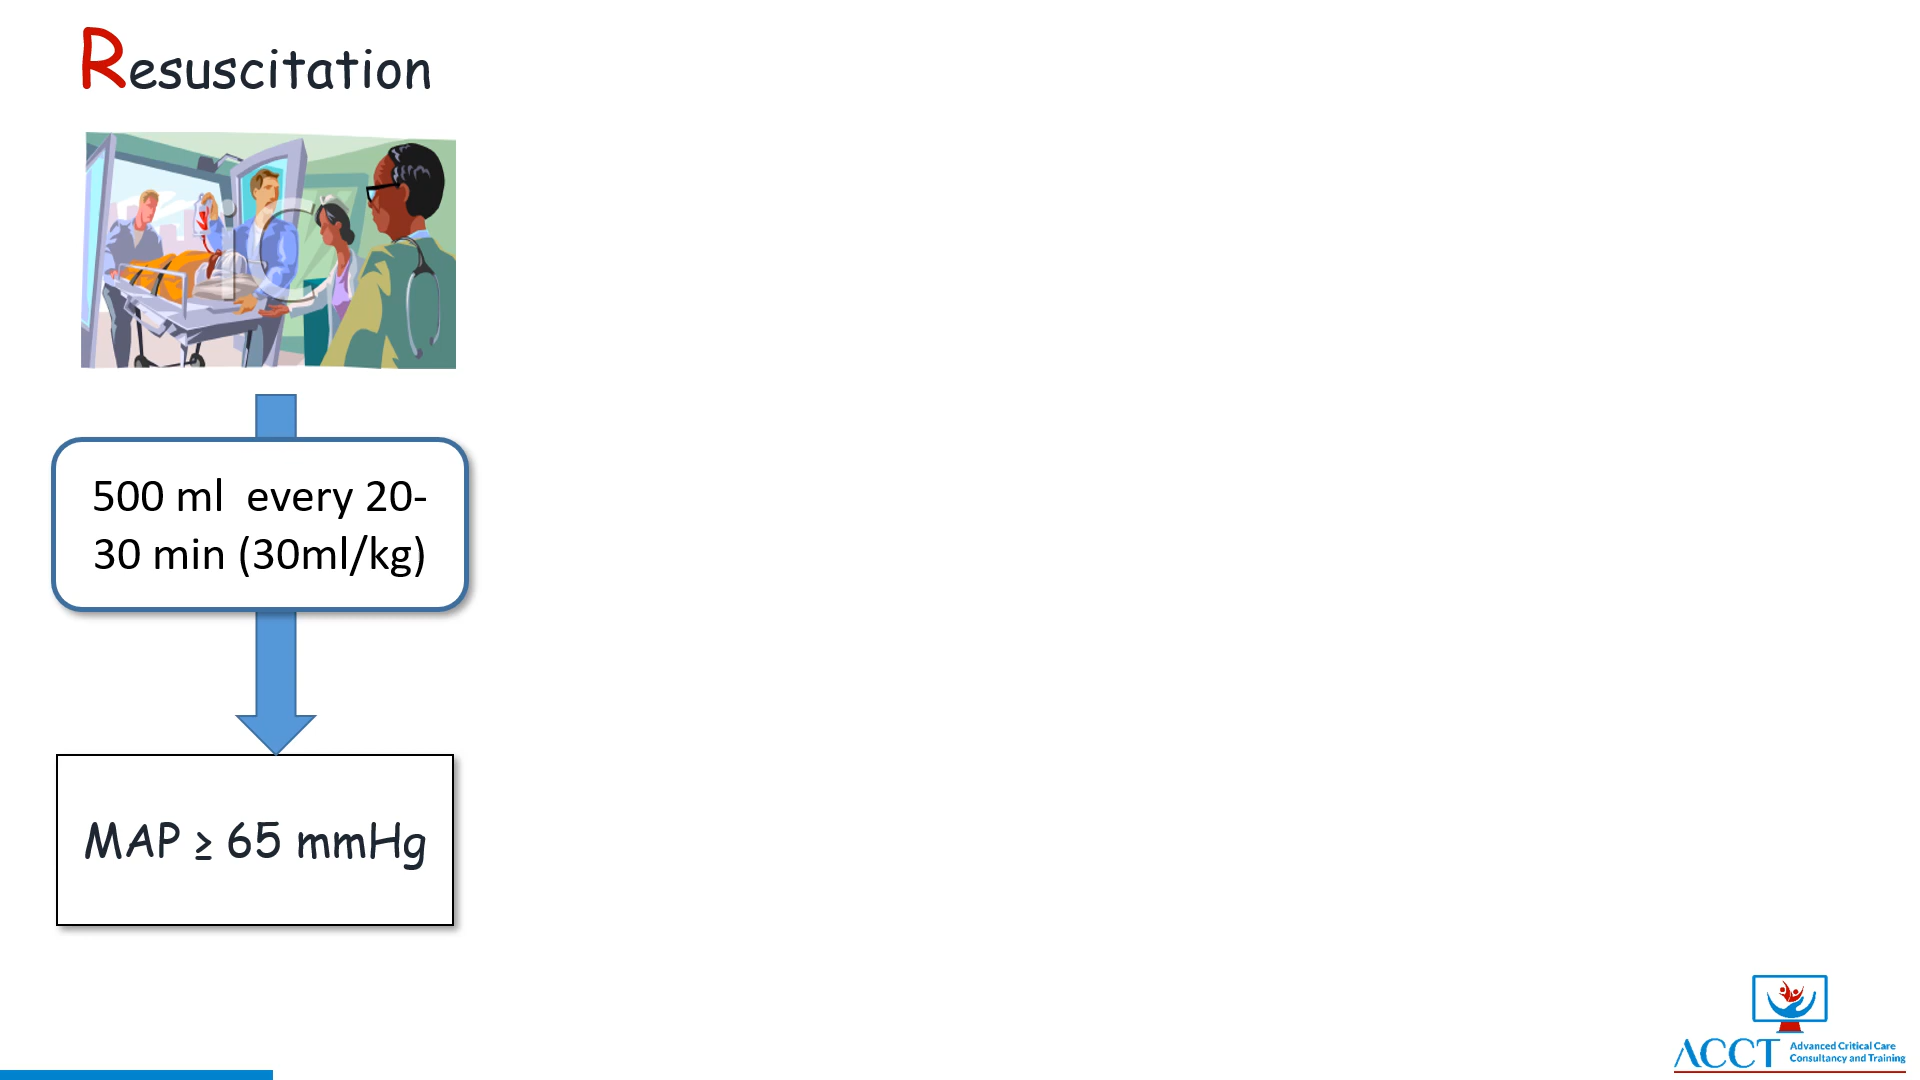 Resuscitation
iC
500 ml  every 20-
30 min (30ml/kg)
MAP ≥ 65 mmHg
ACCT
Advanced Critical Care
Consultancy and Training